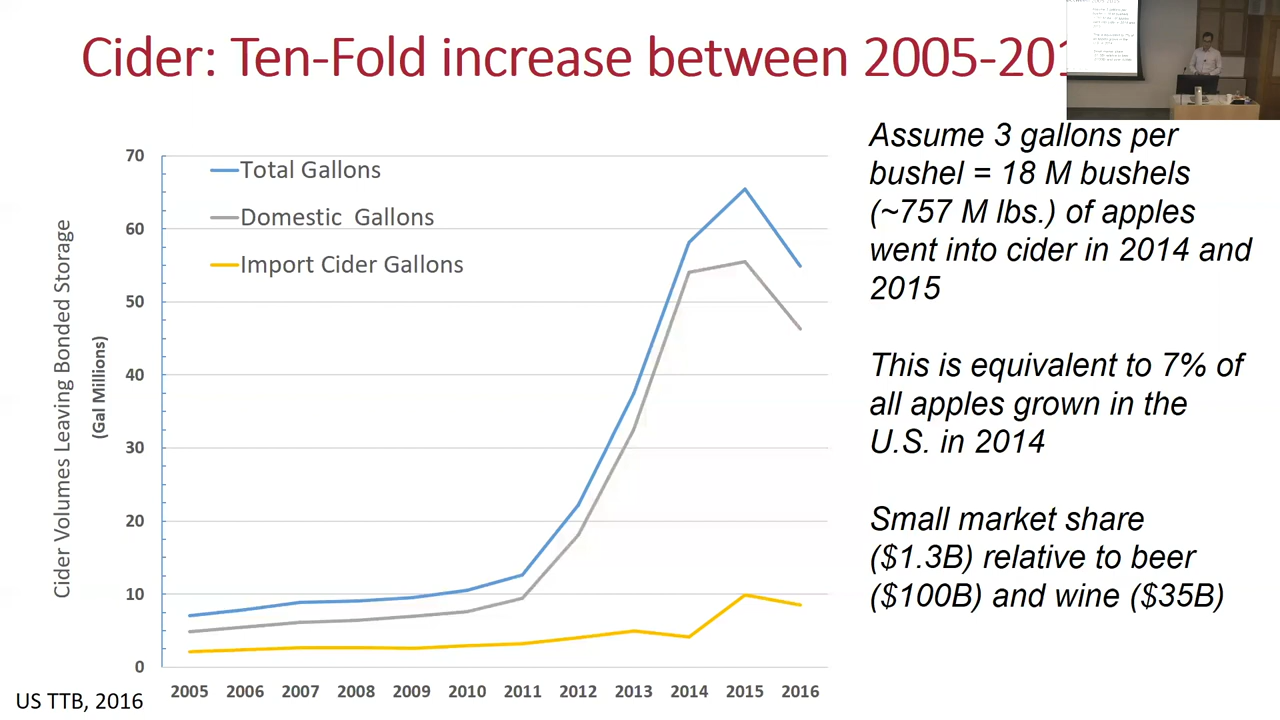 Cider: Ten-Fold increase between 2005-201
Assume 3 gallons per
bushel = 18 M bushels
(~757 M lbs.) of apples
went into cider in 2014 and
2015
This is equivalent to 7% of
all apples grown in the
U.S. in 2014
Small market share
($1.3B) relative to beer
($100B) and wine ($35B)
Total Gallons
Domestic Gallons
Import Cider Gallons
Cider Volumes Leaving Bonded Storage
(Gal Millions)
70
60
50
40
30
20
10
0
2005 2006 2007 2008 2009 2010 2011 2012 2013 2014 2015 2016
US TTB, 2016